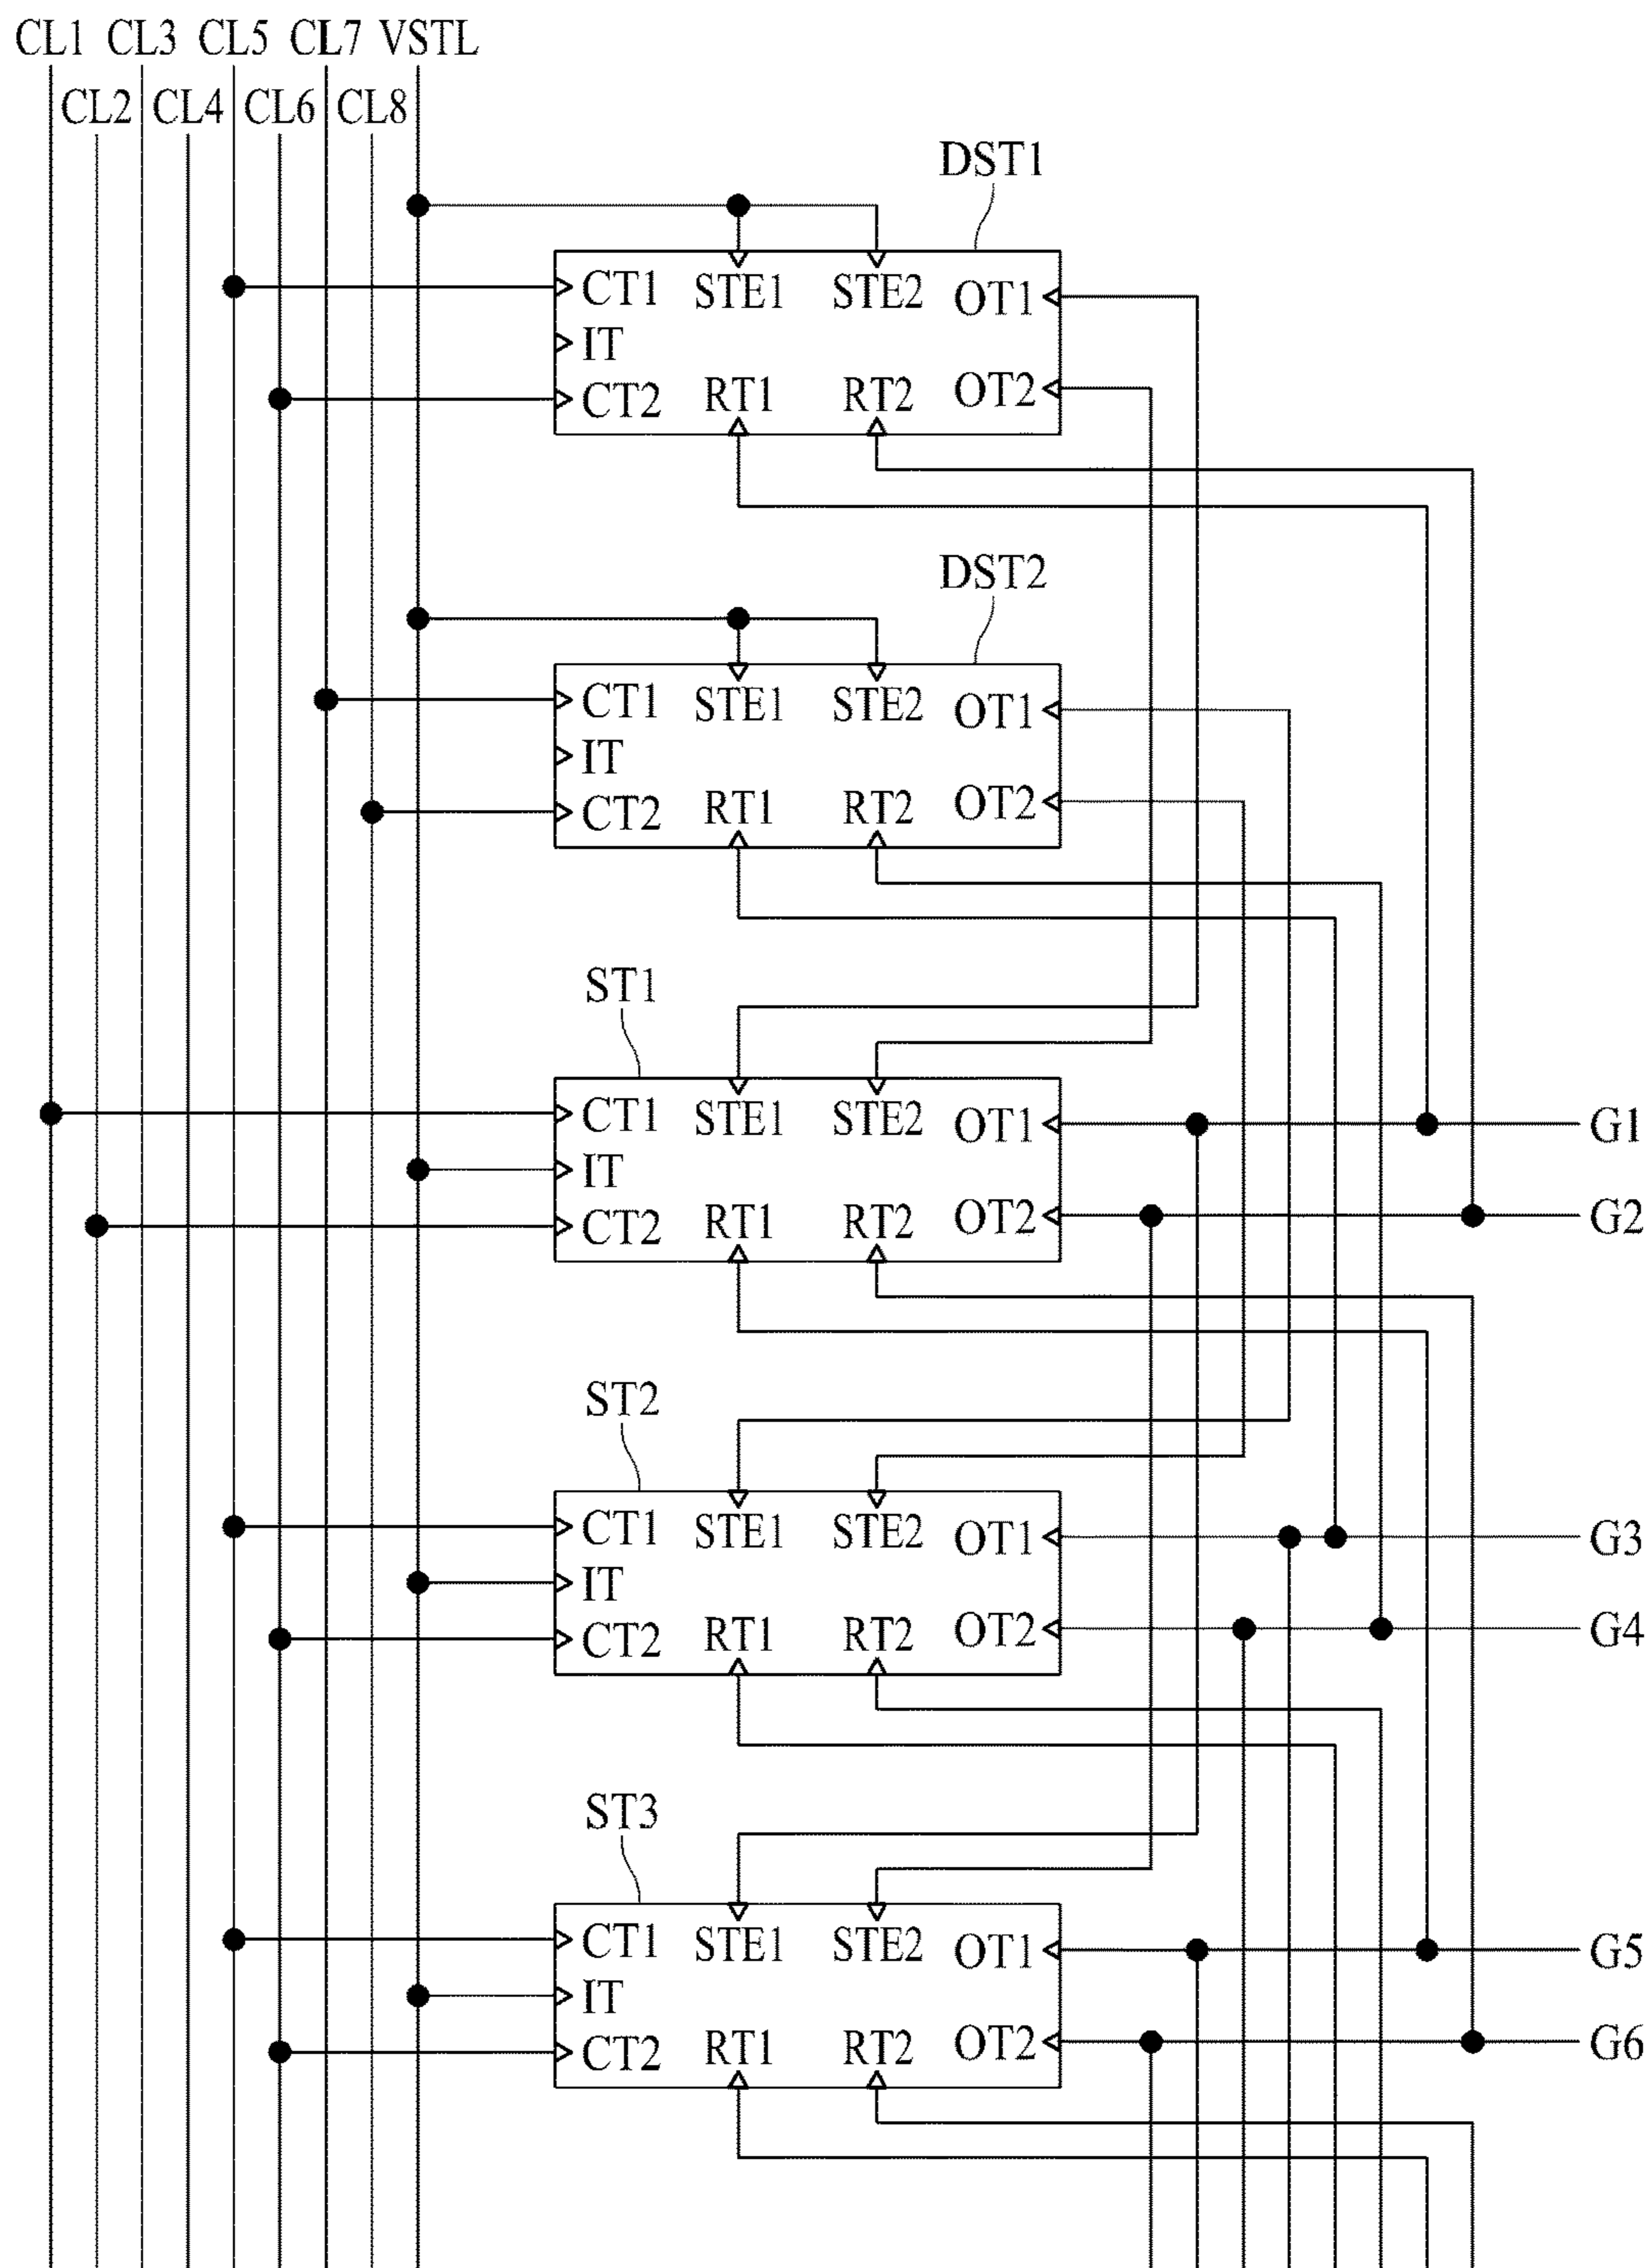 CL1 CL3 CL5 CL7 VSTL
CL2 CL4 CL6 CL8
DST1
CT1 STE1 STE2 OT1
IT
CT2 RT1 RT2 OT2
DST2
CT1 STE1 STE2 OT1
IT
CT2 RT1 RT2 OT2
ST1
CT1 STE1 STE2 OT1 G1
IT
CT2 RT1 RT2 OT2 G2
ST2
CT1 STE1 STE2 OT1 G3
IT
CT2 RT1 RT2 OT2 G4
ST3
CT1 STE1 STE2 OT1 G5
IT
CT2 RT1 RT2 OT2 G6